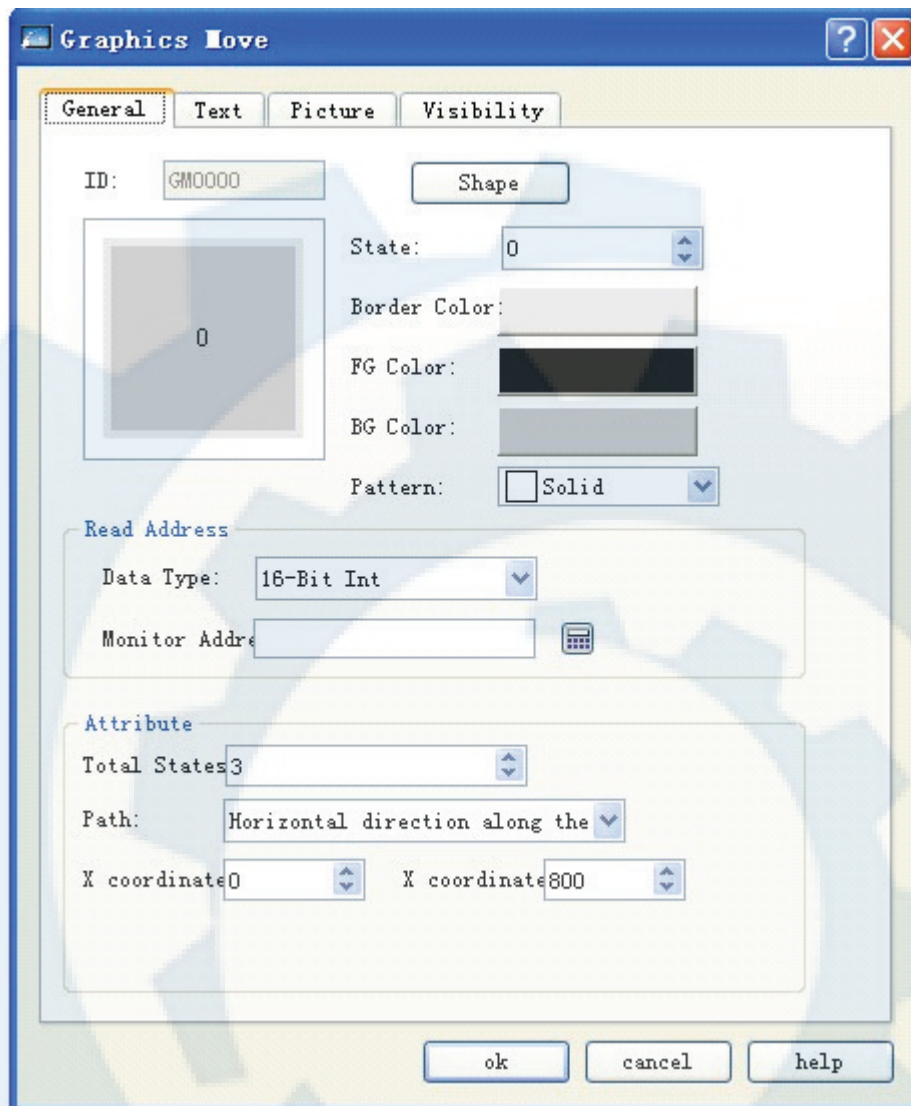 Graphics Move
General Text Picture Visibility
ID: GM0000 Shape
0
State: 0
Border Color:
FG Color:
BG Color:
Pattern: Solid
Read Address
Data Type: 16-Bit Int
Monitor Addre
Attribute
Total States 3
Path: Horizontal direction along the
X coordinate 0 X coordinate 800
ok cancel help